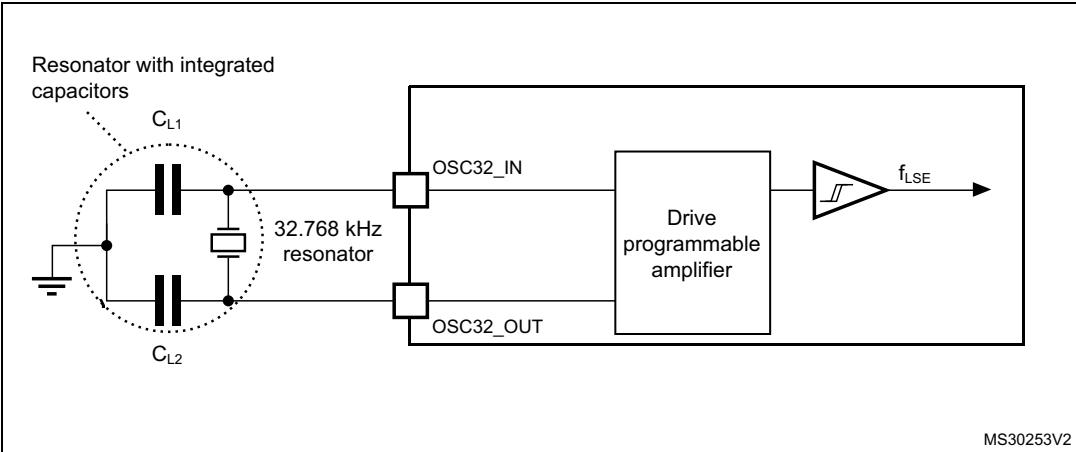 Resonator with integrated
capacitors
CL1
OSC32_IN
fLSE
32.768 kHz
resonator
Drive
programmable
amplifier
OSC32_OUT
CL2
MS30253V2